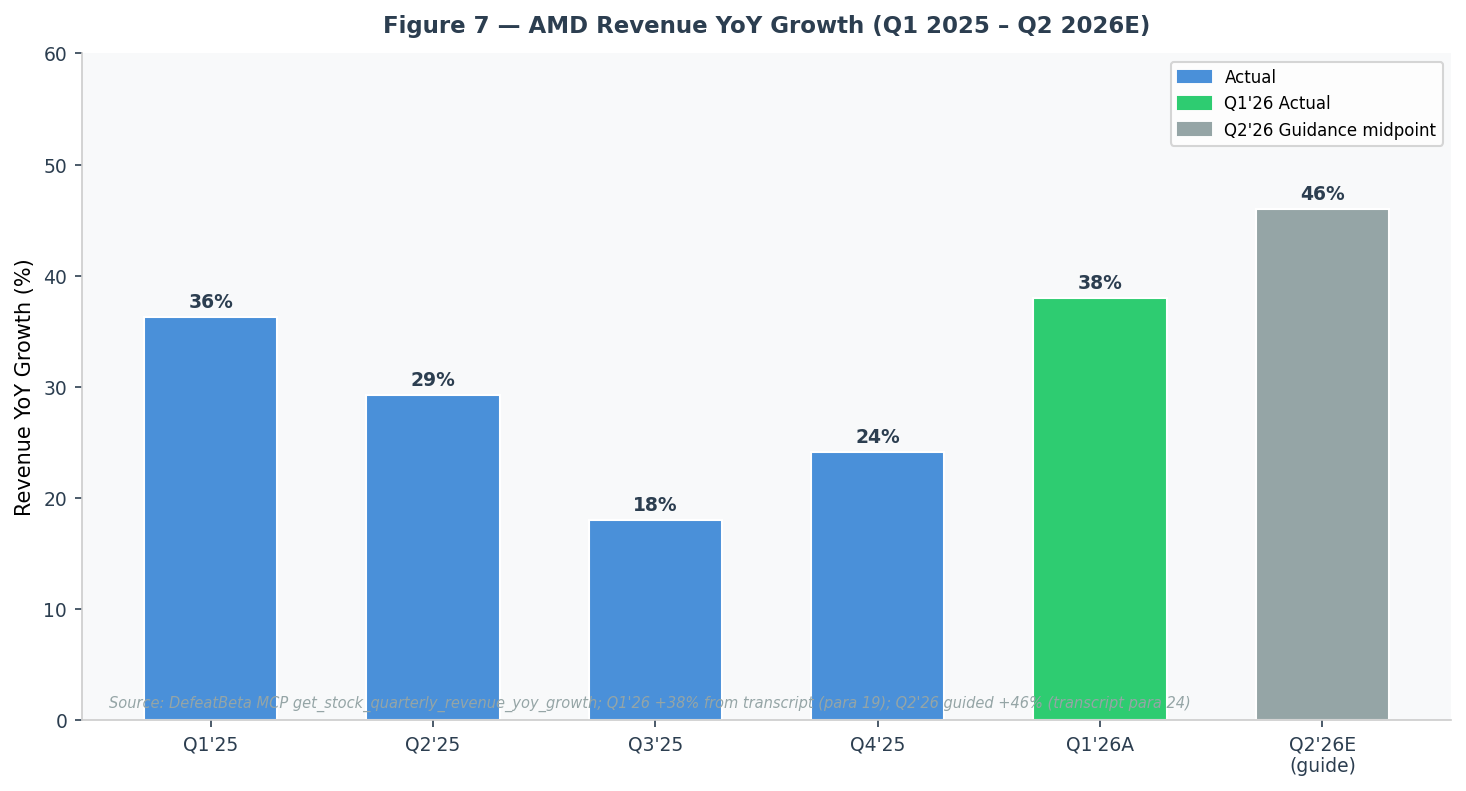 Figure 7 — AMD Revenue YoY Growth (Q1 2025 – Q2 2026E)
Actual
Q1'26 Actual
Q2'26 Guidance midpoint
Revenue YoY Growth (%)
60
50
40
30
20
10
0
36%
29%
18%
24%
38%
46%
Source: DefeatBeta MCP get_stock_quarterly_revenue_yoy_growth; Q1'26 +38% from transcript (para 19); Q2'26 guided +46% (transcript para 24)
Q1'25
Q2'25
Q3'25
Q4'25
Q1'26A
Q2'26E
(guide)